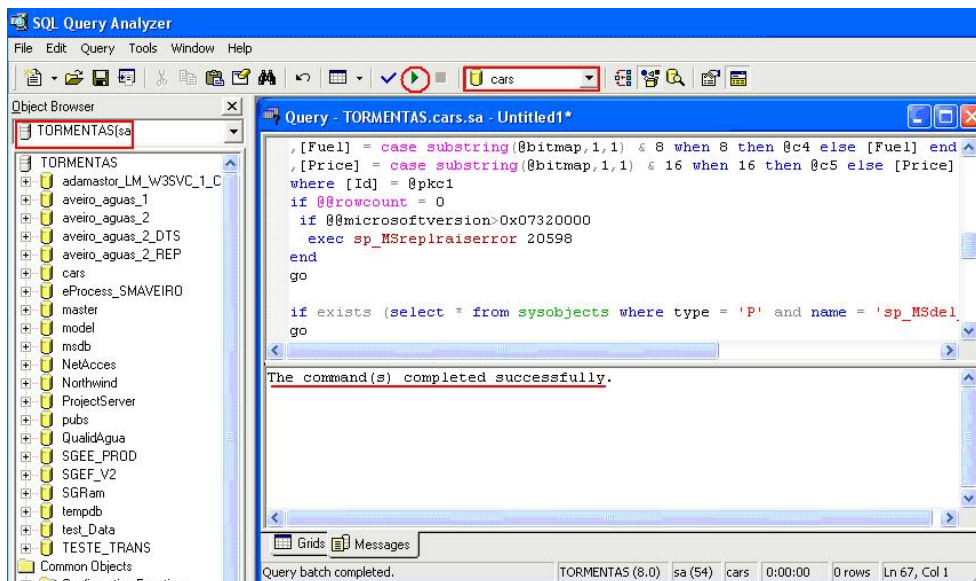 SQL Query Analyzer
File Edit Query Tools Window Help
cars
Object Browser
TORMENTAS(sa
TORMENTAS
adamastor_LM_W3SVC_1_C
aveiro_aguas_1
aveiro_aguas_2
aveiro_aguas_2_DTS
aveiro_aguas_2_REP
cars
eProcess_SMAVEIRO
master
model
msdb
NetAcces
Northwind
ProjectServer
pubs
QualidAgua
SGEE_PROD
SGEF_V2
SGRam
tempdb
test_Data
TESTE_TRANS
Common Objects
Query - TORMENTAS.cars.sa - Untitled1*
,[Fuel] = case substring(@bitmap,1,1) & 8 when 8 then @c4 else [Fuel] end
,[Price] = case substring(@bitmap,1,1) & 16 when 16 then @c5 else [Price]
where [Id] = @pkc1
if @@rowcount = 0
if @@microsoftversion>0x07320000
exec sp_MSreplraiserror 20598
end
go
if exists (select * from sysobjects where type = 'P' and name = 'sp_MSdel_
go
The command(s) completed successfully.
Grids Messages
Query batch completed. TORMENTAS (8.0) sa (54) cars 0:00:00 0 rows Ln 67, Col 1